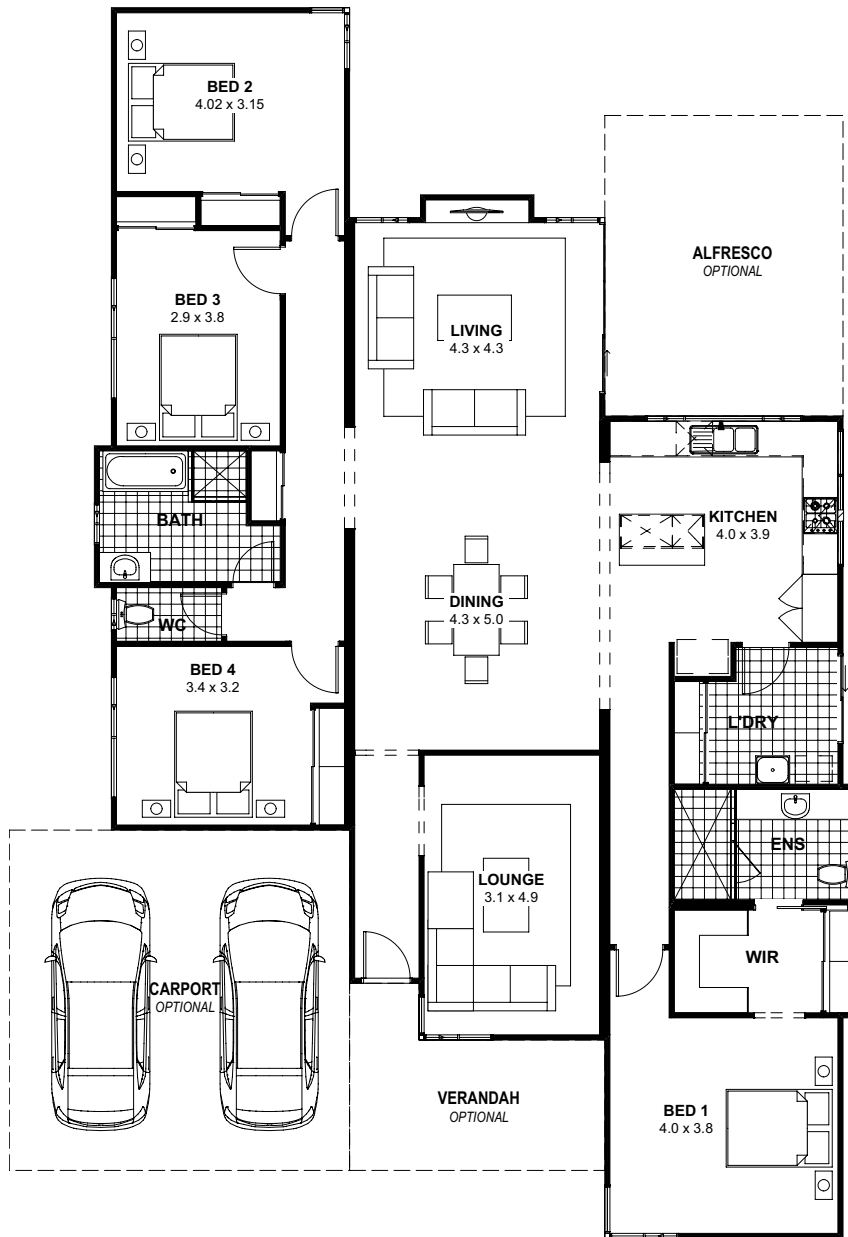 BED 2
4.02 x 3.15
ALFRESCO
OPTIONAL
BED 3
2.9 x 3.8
LIVING
4.3 x 4.3
BATH
KITCHEN
4.0 x 3.9
DINING
4.3 x 5.0
WC
BED 4
3.4 x 3.2
L'DRY
ENS
LOUNGE
3.1 x 4.9
WIR
CARPORT
OPTIONAL
VERANDAH
OPTIONAL
BED 1
4.0 x 3.8